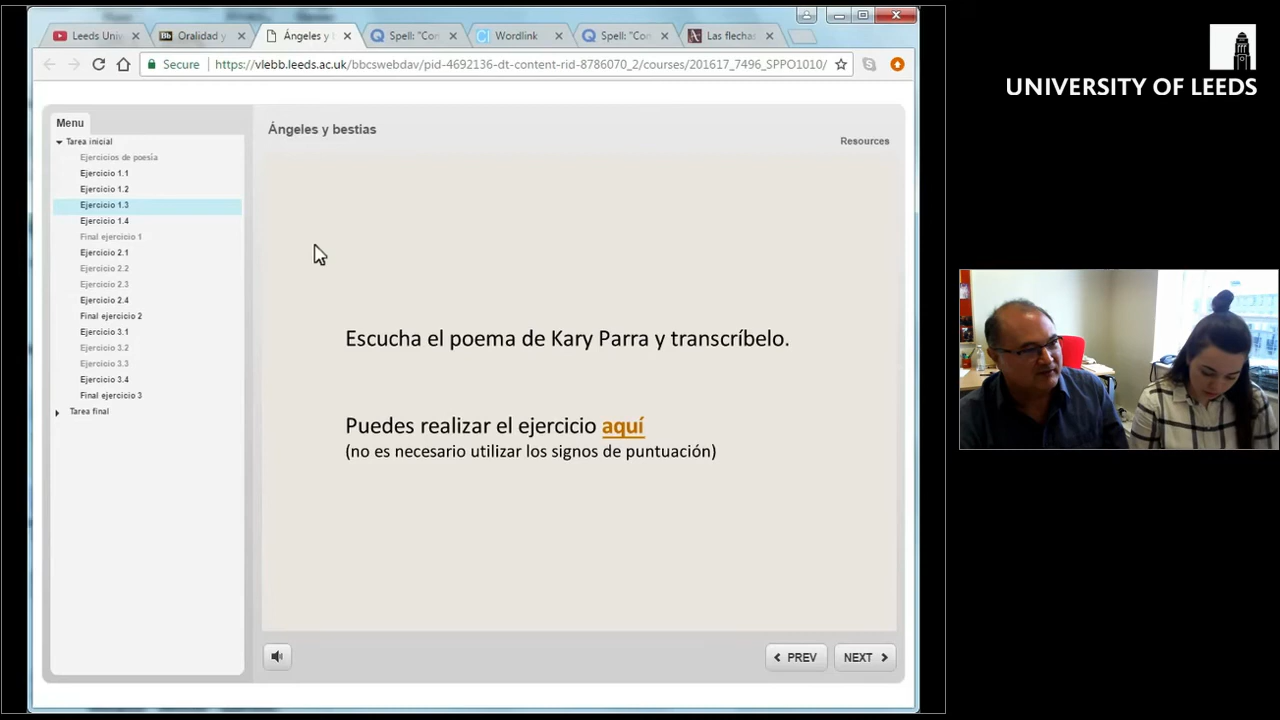 Leeds Uni
Oralidad y
Ángeles y b
Spell: "Con
Wordlink
Spell: "Con
Las flechas
Secure
https://vlebb.leeds.ac.uk/bbcswebdav/pid-4692136-dt-content-rid-8786070_2/courses/201617_7496_SPPO1010/
UNIVERSITY OF LEEDS
Menu
Tarea inicial
Ejercicios de poesía
Ejercicio 1.1
Ejercicio 1.2
Ejercicio 1.3
Ejercicio 1.4
Final ejercicio 1
Ejercicio 2.1
Ejercicio 2.2
Ejercicio 2.3
Ejercicio 2.4
Final ejercicio 2
Ejercicio 3.1
Ejercicio 3.2
Ejercicio 3.3
Ejercicio 3.4
Final ejercicio 3
Tarea final
Ángeles y bestias
Resources
Escucha el poema de Kary Parra y transcríbelo.
Puedes realizar el ejercicio aquí
(no es necesario utilizar los signos de puntuación)
PREV
NEXT